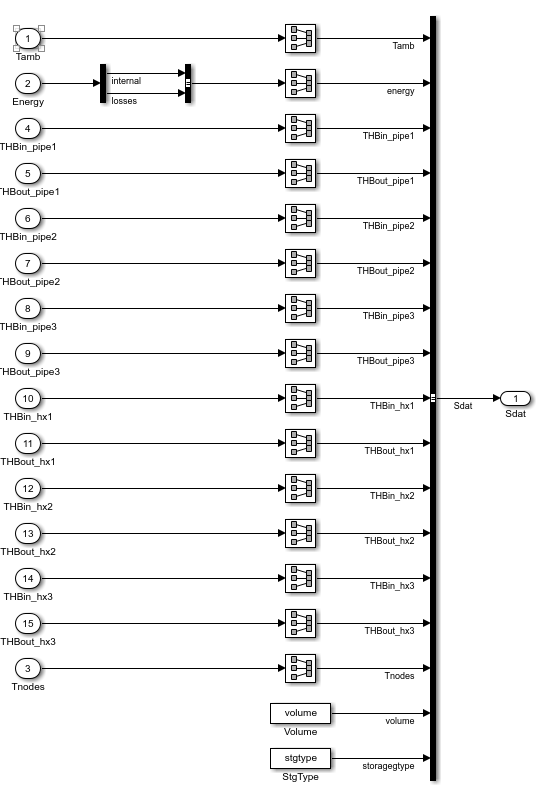 1
Tamb
Tamb
2
Energy
internal
losses
energy
4
THBin_pipe1
THBin_pipe1
5
THBout_pipe1
THBout_pipe1
6
THBin_pipe2
THBin_pipe2
7
THBout_pipe2
THBout_pipe2
8
THBin_pipe3
THBin_pipe3
9
THBout_pipe3
THBout_pipe3
10
THBin_hx1
THBin_hx1
Sdat
1
Sdat
11
THBout_hx1
THBout_hx1
12
THBin_hx2
THBin_hx2
13
THBout_hx2
THBout_hx2
14
THBin_hx3
THBin_hx3
15
THBout_hx3
THBout_hx3
3
Tnodes
Tnodes
volume
Volume
volume
stgtype
StgType
storagegtype